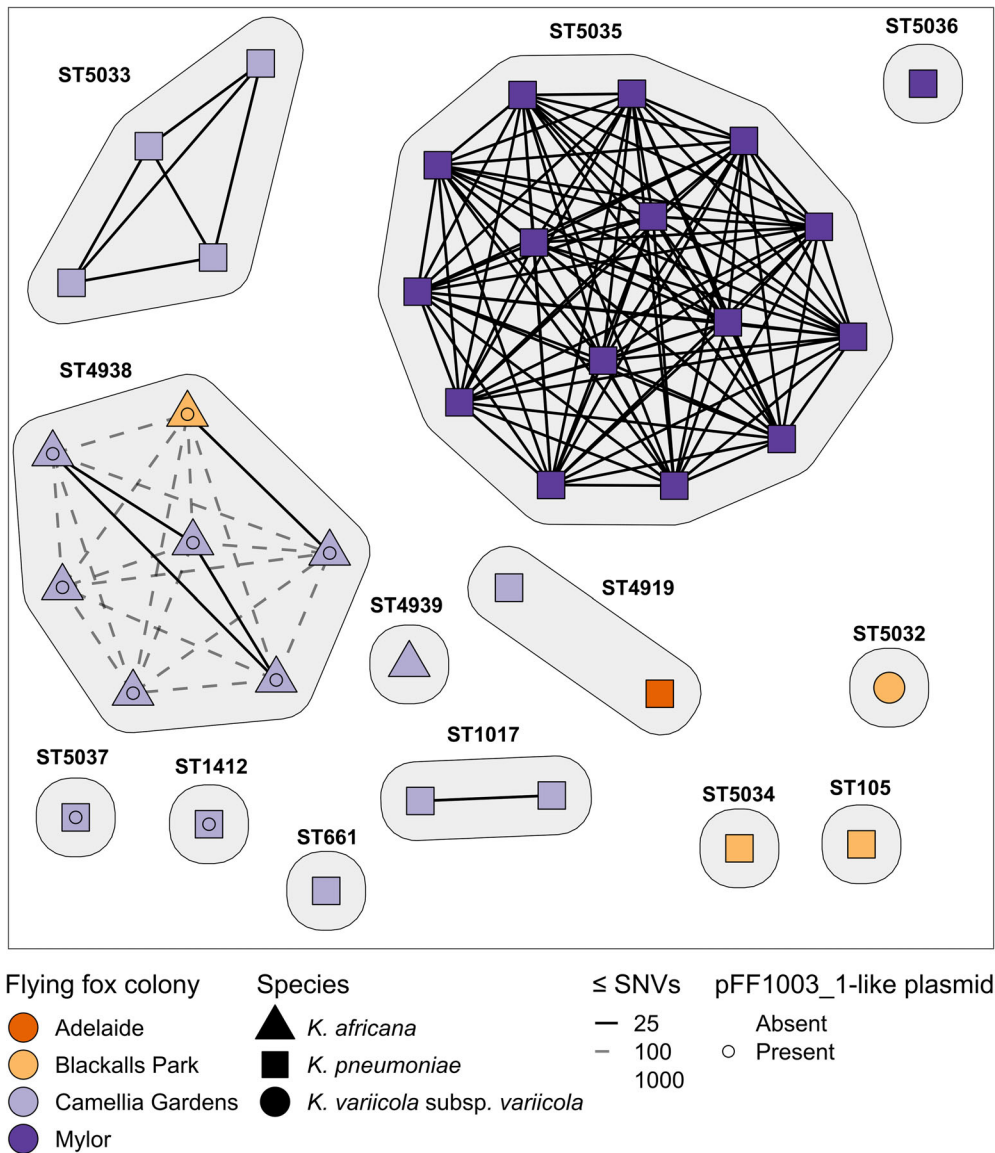 ST5033
ST5035
ST5036
ST4938
ST4939
ST4919
ST5032
ST5037
ST1412
ST1017
ST661
ST5034
ST105
Flying fox colony
Adelaide
Blackalls Park
Camellia Gardens
Mylor
Species
K. africana
K. pneumoniae
K. variicola subsp. variicola
≤ SNVs
25
100
1000
pFF1003_1-like plasmid
Absent
Present